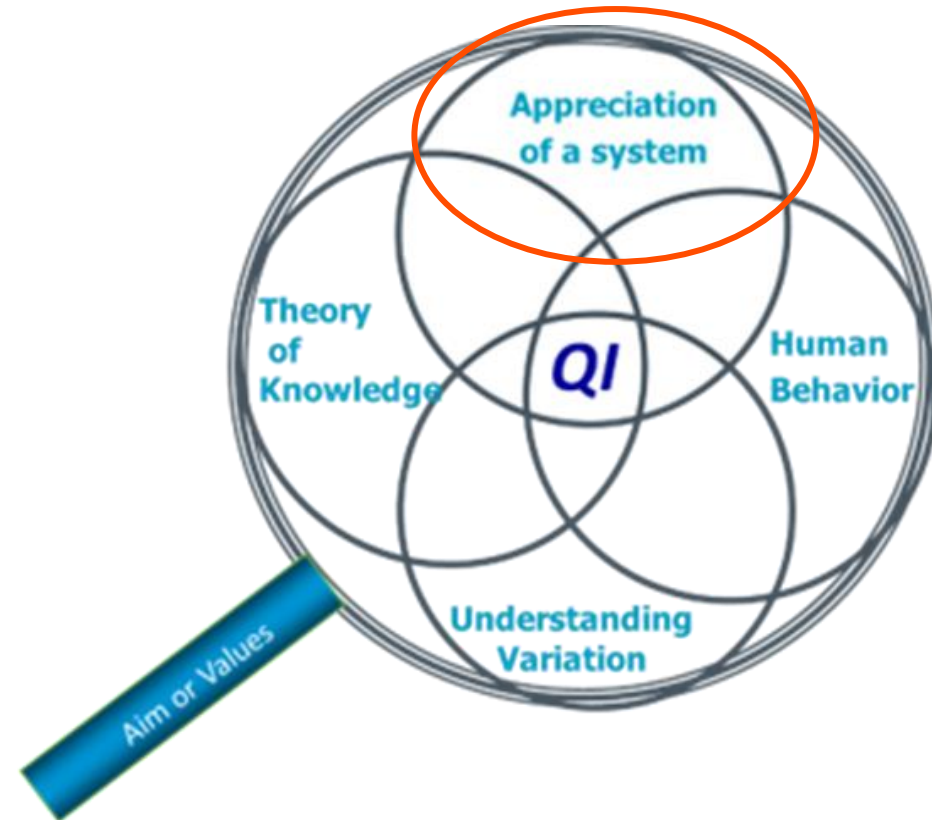 Appreciation
of a system
Theory
of
Knowledge
Human
Behavior
QI
Understanding
Variation
Aim or Values